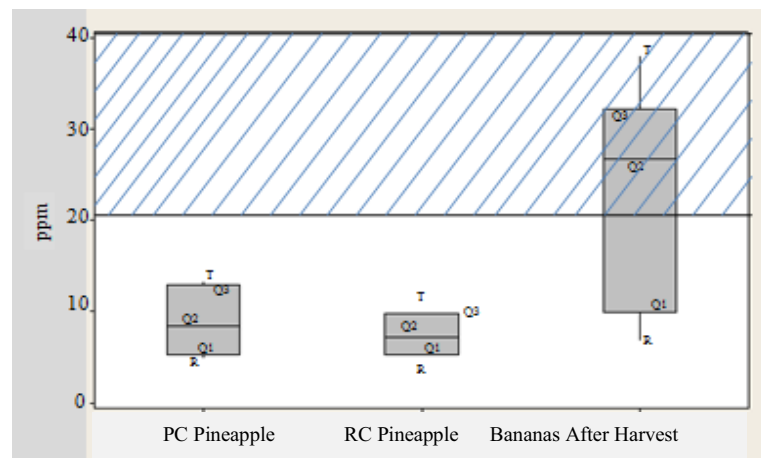 40
30
20
10
0
ppm
T
Q3
Q2
Q1
R
T
Q3
Q2
Q1
R
T
Q3
Q2
Q1
R
PC Pineapple
RC Pineapple
Bananas After Harvest